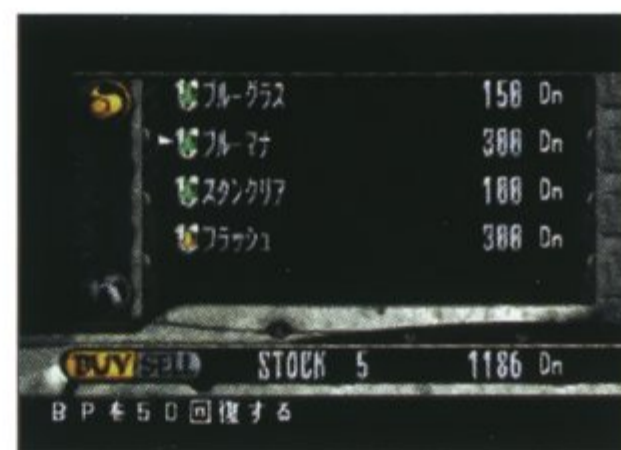 ブルーグラス 150 Dn
ブルーマナ 300 Dn
スタンクリア 100 Dn
フラッシュ 300 Dn
BUY SELL STOCK 5 1186 Dn
BPを50回復する